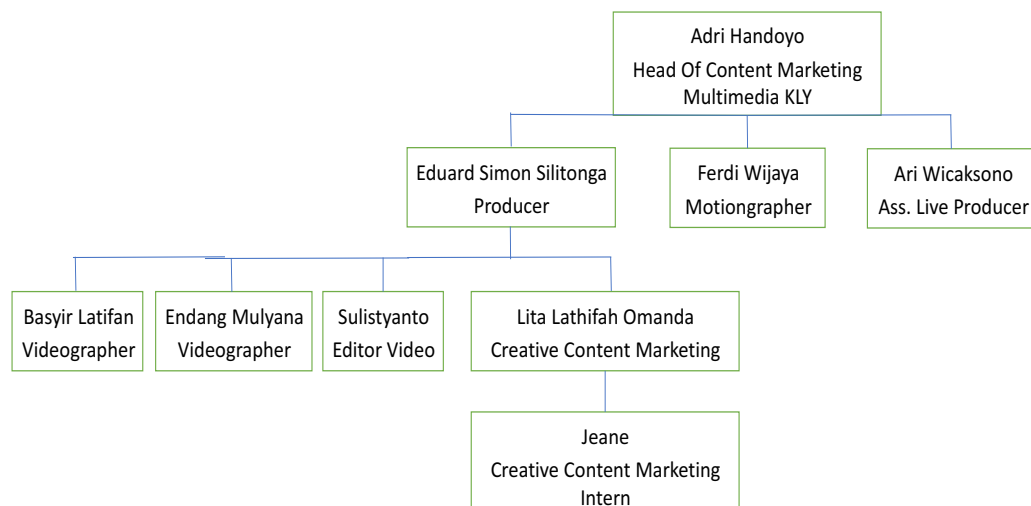 Adri Handoyo
Head Of Content Marketing
Multimedia KLY
Eduard Simon Silitonga
Producer
Ferdi Wijaya
Motiongrapher
Ari Wicaksono
Ass. Live Producer
Basyir Latifan
Videographer
Endang Mulyana
Videographer
Sulistyanto
Editor Video
Lita Lathifah Omanda
Creative Content Marketing
Jeane
Creative Content Marketing
Intern